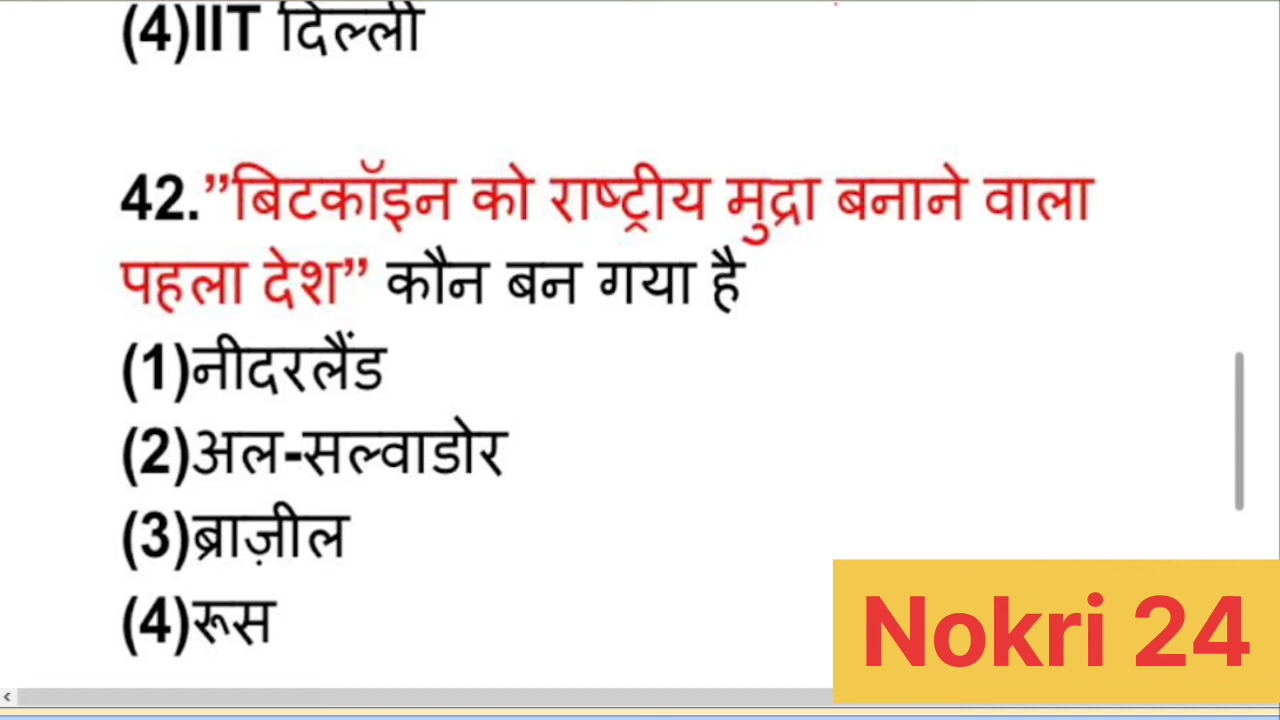 (4)IIT दिल्ली
42.”बिटकॉइन को राष्ट्रीय मुद्रा बनाने वाला
पहला देश” कौन बन गया है
(1)नीदरलैंड
(2)अल-सल्वाडोर
(3)ब्राज़ील
(4)रूस
Nokri 24